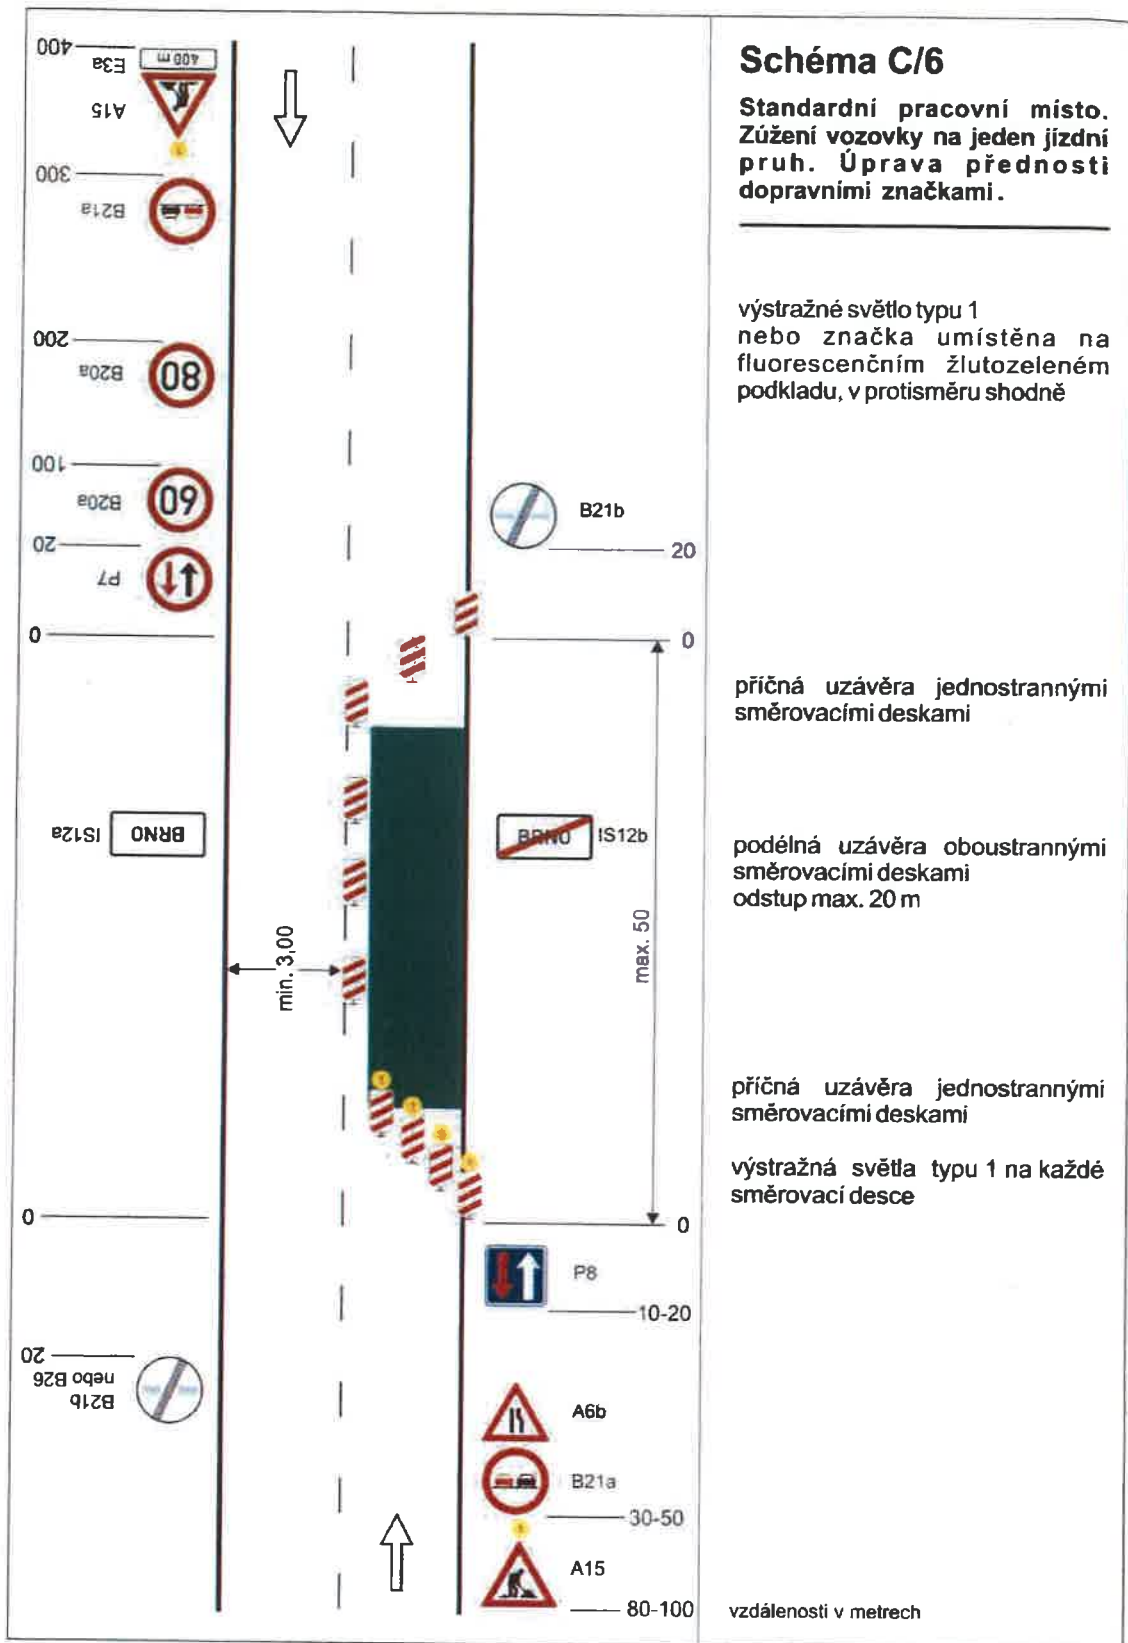 Schéma C/6
Standardní pracovní místo.
Zúžení vozovky na jeden jízdní
pruh. Úprava přednosti
dopravními značkami.
výstražné světlo typu 1
nebo značka umístěna na
fluorescenčním žlutozeleném
podkladu, v protisměru shodně
příčná uzávěra jednostrannými
směrovacími deskami
podélná uzávěra oboustrannými
směrovacími deskami
odstup max. 20 m
příčná uzávěra jednostrannými
směrovacími deskami
výstražná světla typu 1 na každé
směrovací desce
vzdálenosti v metrech
400
400 m
E3a
A15
1
300
B21a
200
80
B20a
100
60
B20a
20
P7
0
BRNO
IS12a
min. 3,00
0
20
B21b
nebo B26
B21b
20
0
BRNO
IS12b
max. 50
1
1
0
P8
10-20
A6b
B21a
30-50
A15
80-100